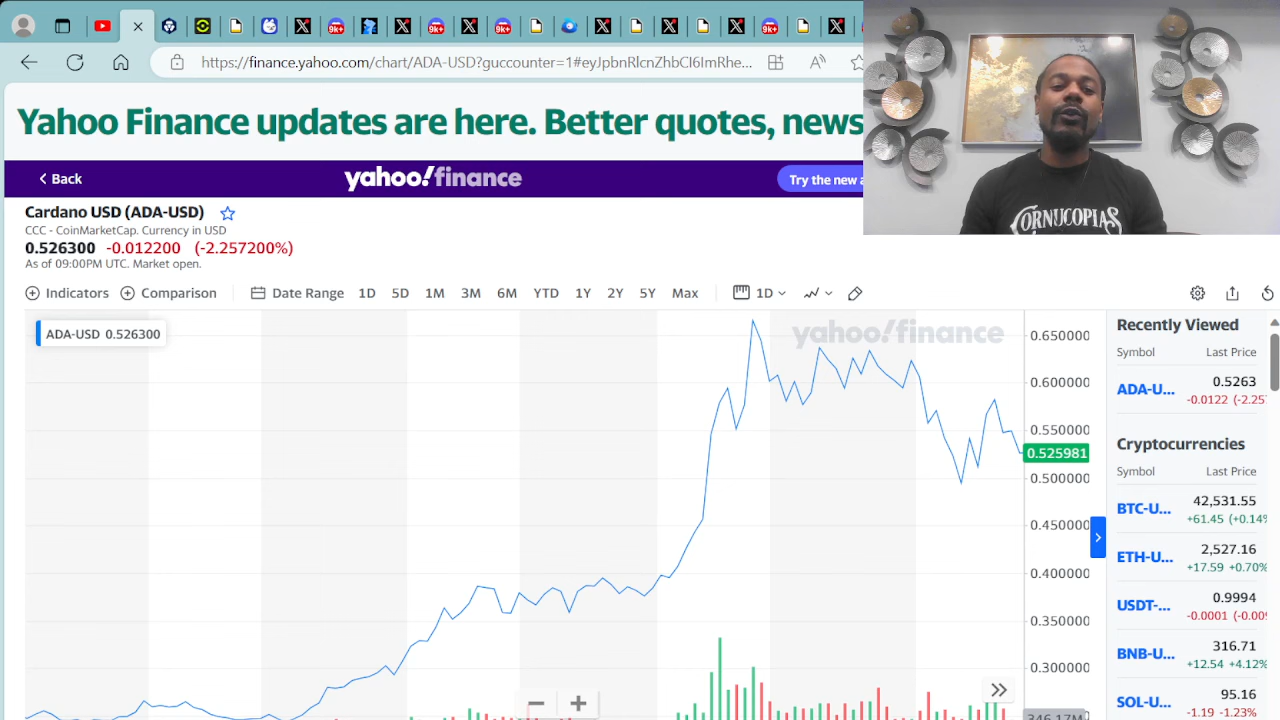 9+
9+
9+
9+
https://finance.yahoo.com/chart/ADA-USD?guccounter=1#eyJpbnRlcnZhbCI6ImRhe...
Yahoo Finance updates are here. Better quotes, news
Back
yahoo!finance
Try the new
Cardano USD (ADA-USD)
CCC - CoinMarketCap. Currency in USD
0.526300 -0.012200 (-2.257200%)
As of 09:00PM UTC. Market open.
CORNUCOPIAS
Indicators Comparison Date Range 1D 5D 1M 3M 6M YTD 1Y 2Y 5Y Max 1D
ADA-USD 0.526300
yahoo!finance
0.650000
0.600000
0.550000
0.525981
0.500000
0.450000
0.400000
0.350000
0.300000
346.17M
Recently Viewed
Symbol Last Price
ADA-U... 0.5263
-0.0122 (-2.25
Cryptocurrencies
Symbol Last Price
BTC-U... 42,531.55
+61.45 (+0.14%
ETH-U... 2,527.16
+17.59 +0.70%
USDT-... 0.9994
-0.0001 (-0.009
BNB-U... 316.71
+12.54 +4.12%
SOL-U... 95.16
-1.19 -1.23%